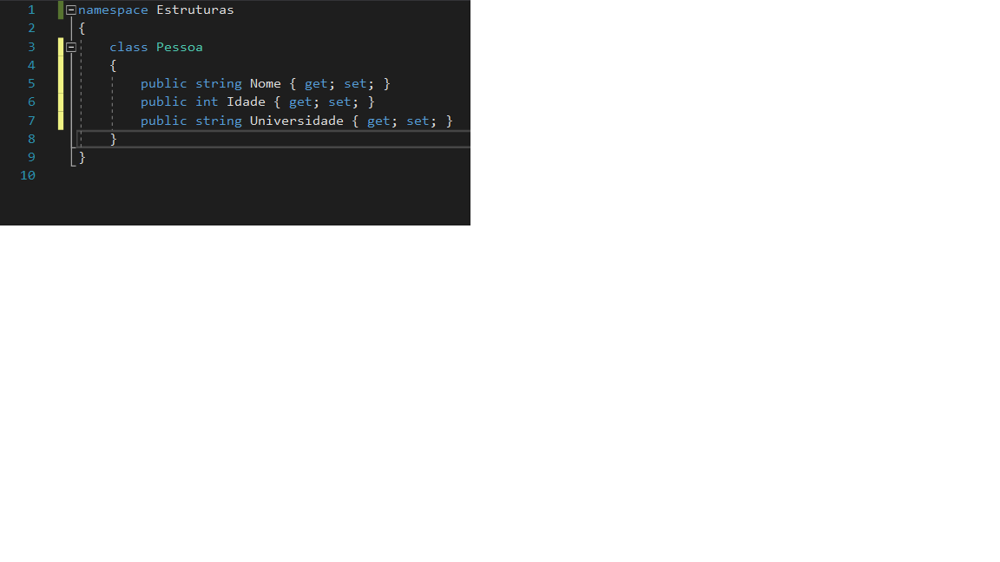 1 namespace Estruturas
2 {
3 class Pessoa
4 {
5 public string Nome { get; set; }
6 public int Idade { get; set; }
7 public string Universidade { get; set; }
8 }
9 }
10